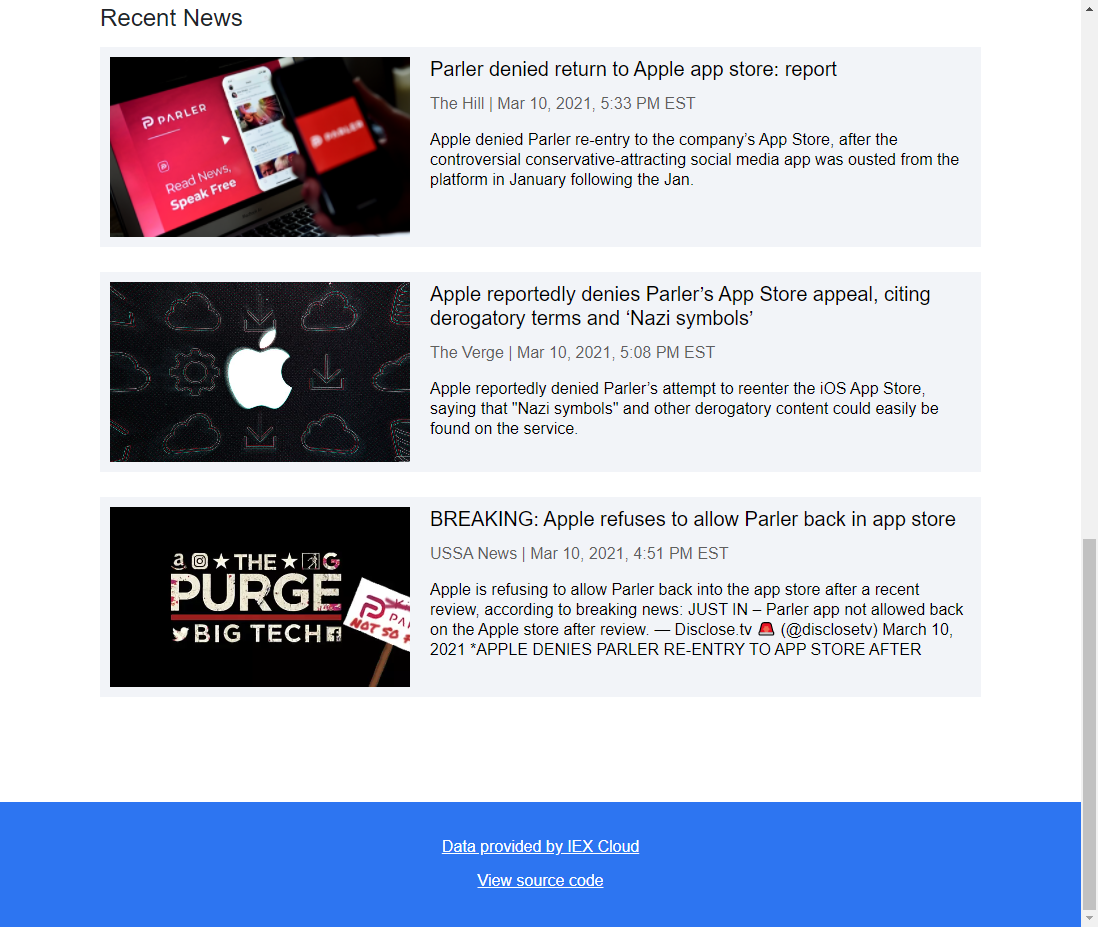 Recent News
PARLER
Read News,
Speak Free
PARLER
Parler denied return to Apple app store: report
The Hill | Mar 10, 2021, 5:33 PM EST
Apple denied Parler re-entry to the company’s App Store, after the
controversial conservative-attracting social media app was ousted from the
platform in January following the Jan.
Apple reportedly denies Parler’s App Store appeal, citing
derogatory terms and ‘Nazi symbols’
The Verge | Mar 10, 2021, 5:08 PM EST
Apple reportedly denied Parler’s attempt to reenter the iOS App Store,
saying that "Nazi symbols" and other derogatory content could easily be
found on the service.
a ★ THE ★ G
PURGE
BIG TECH
PA
NOT SO
BREAKING: Apple refuses to allow Parler back in app store
USSA News | Mar 10, 2021, 4:51 PM EST
Apple is refusing to allow Parler back into the app store after a recent
review, according to breaking news: JUST IN – Parler app not allowed back
on the Apple store after review. — Disclose.tv 🚨 (@disclosetv) March 10,
2021 *APPLE DENIES PARLER RE-ENTRY TO APP STORE AFTER
Data provided by IEX Cloud
View source code